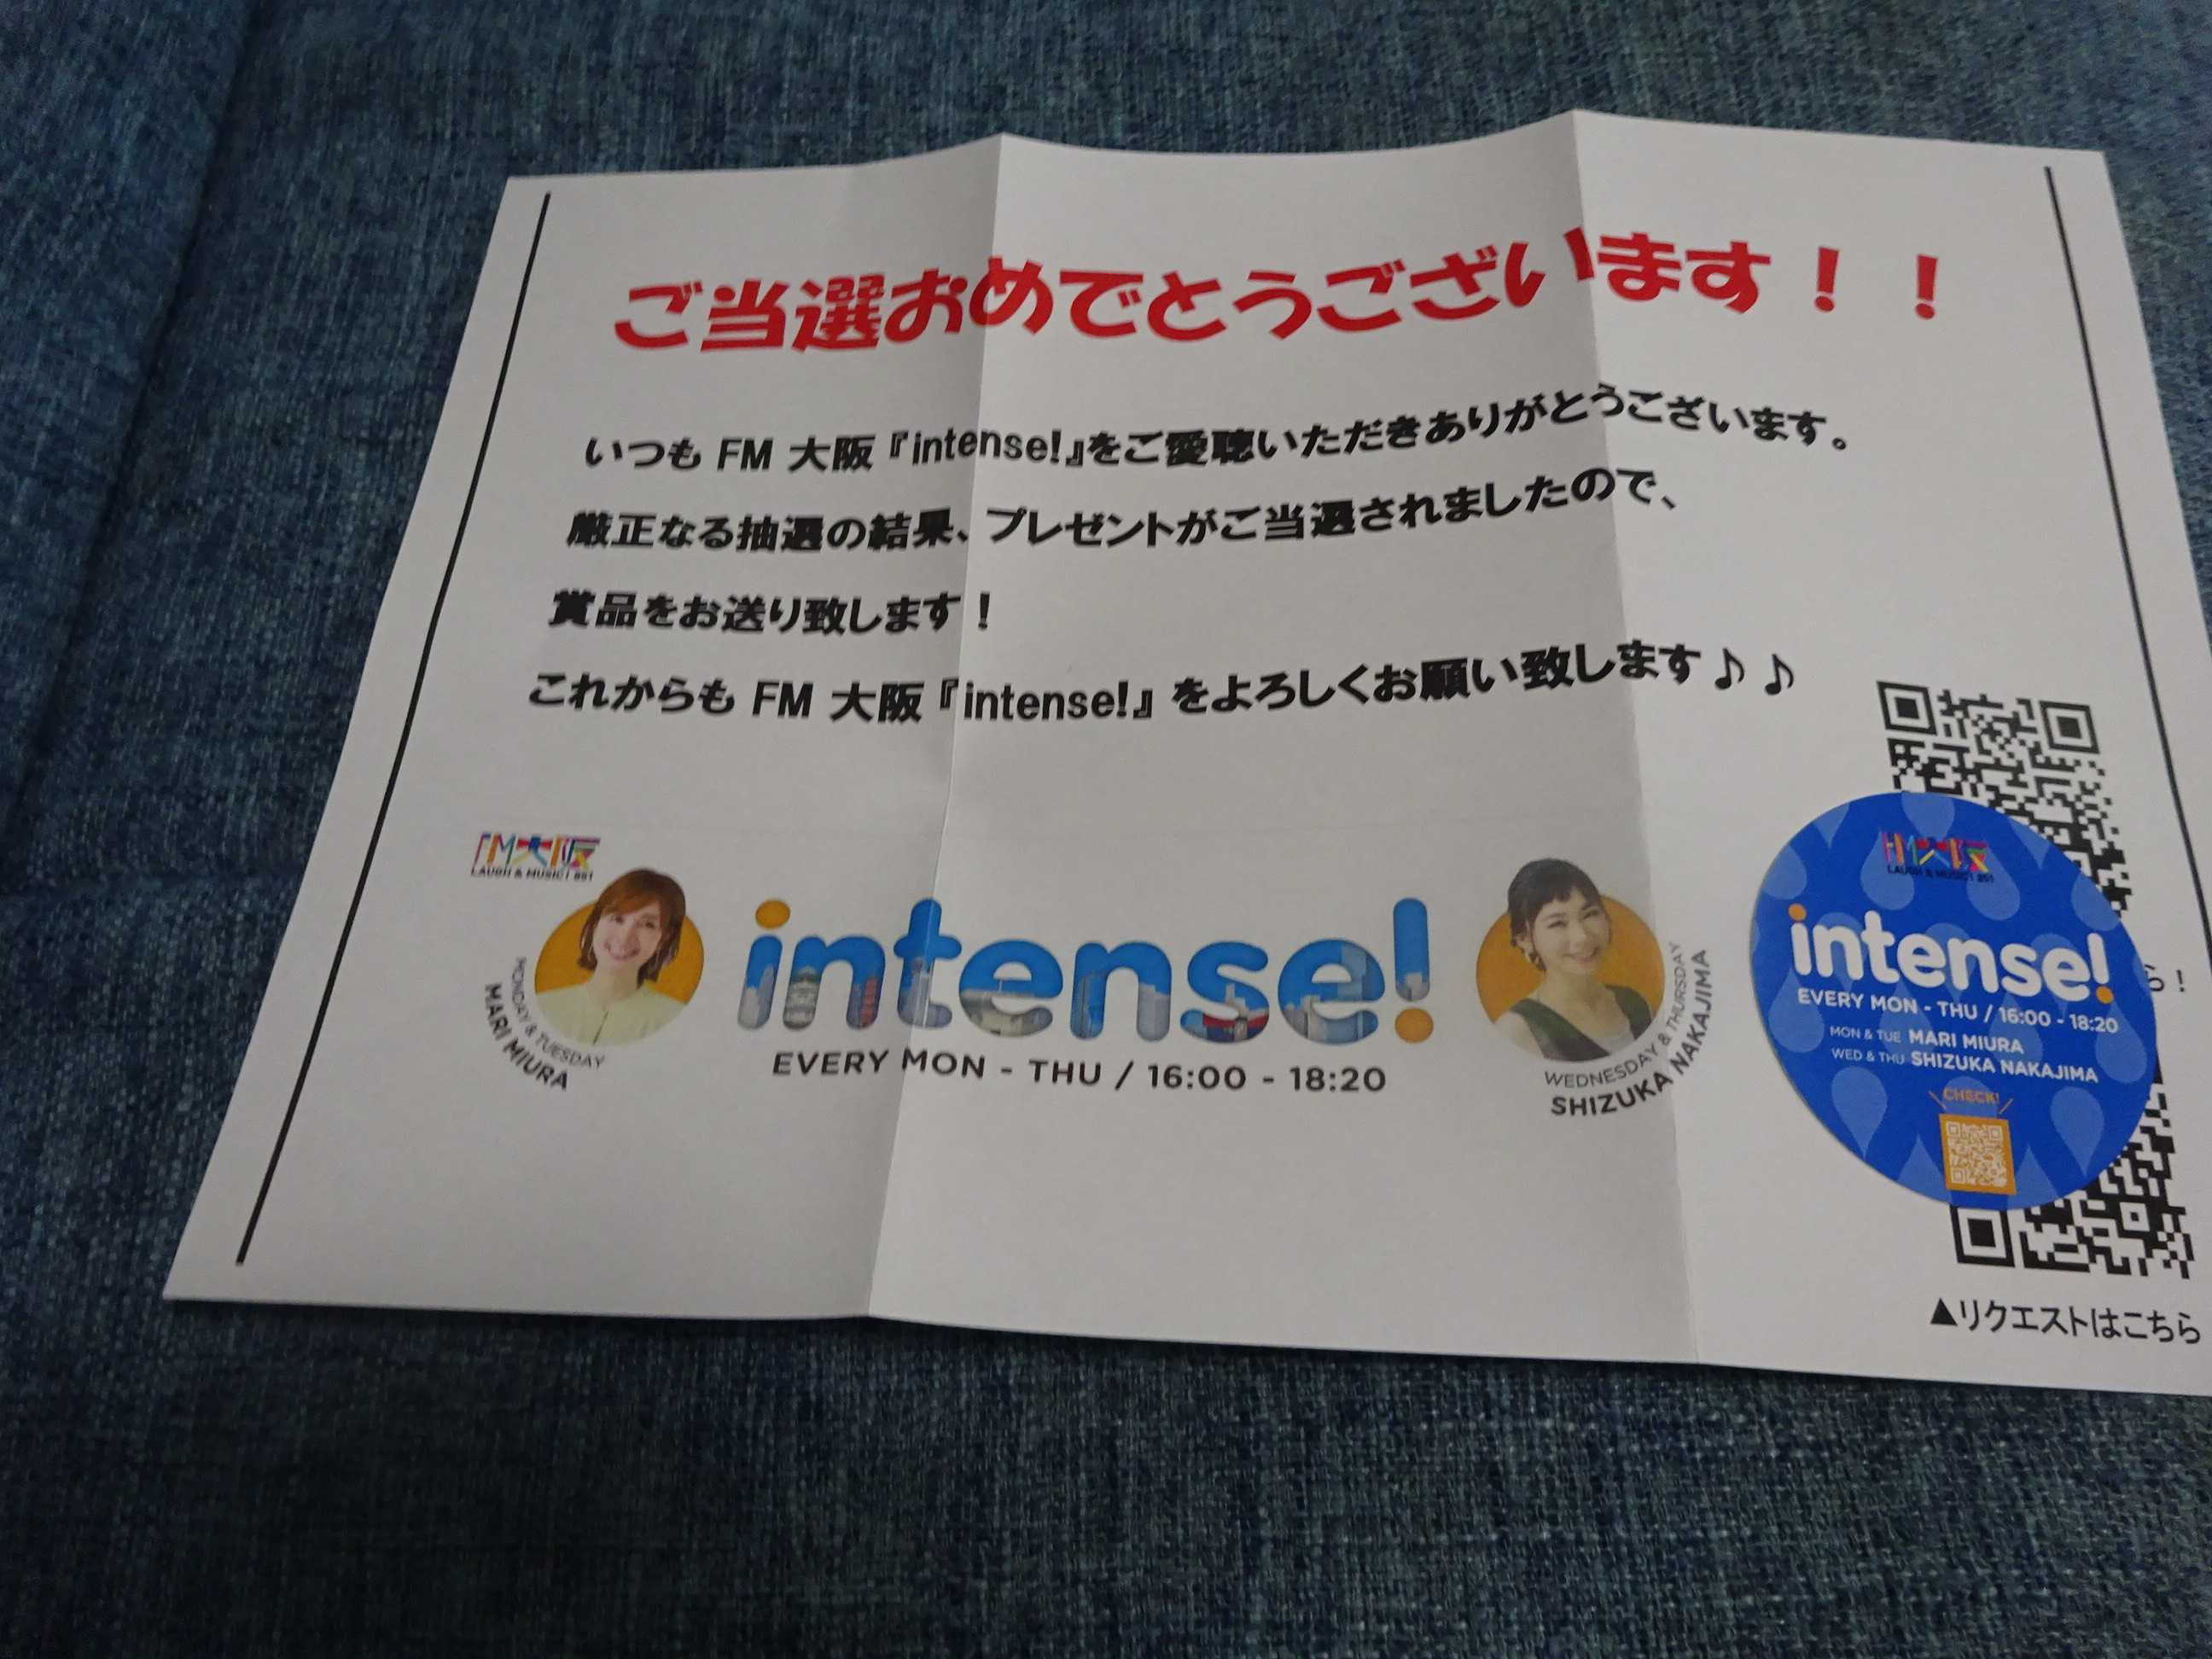 ご当選おめでとうございます！！
いつも FM 大阪『intense!』をご愛聴いただきありがとうございます。
厳正なる抽選の結果、プレゼントがご当選されましたので、
賞品をお送り致します！
これからも FM 大阪『intense!』をよろしくお願い致します♪♪
FM大阪
LAUGH & MUSIC! 851
MONDAY & TUESDAY
MARI MIURA
intense!
EVERY MON - THU / 16:00 - 18:20
WEDNESDAY & THURSDAY
SHIZUKA NAKAJIMA
FM大阪
LAUGH & MUSIC! 851
intense!
EVERY MON - THU / 16:00 - 18:20
MON & TUE MARI MIURA
WED & THU SHIZUKA NAKAJIMA
CHECK!
ら！
▲リクエストはこちら